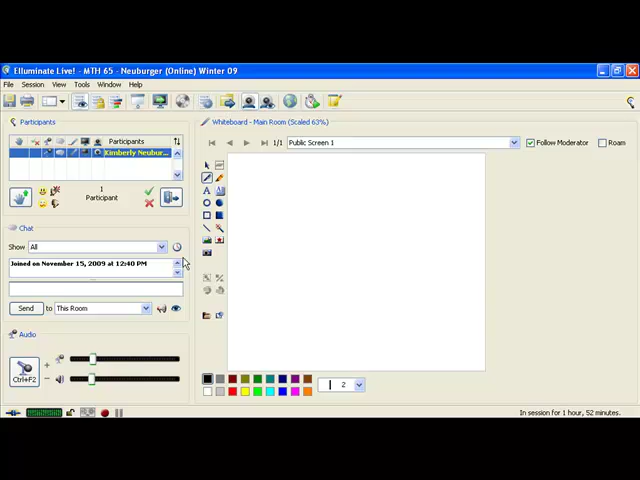 Elluminate Live! - MTH 65 - Neuburger (Online) Winter 09
File Session View Tools Window Help
Participants
Participants
Kimberly Neubur...
1
Participant
Chat
Show All
Joined on November 15, 2009 at 12:40 PM
Send to This Room
Audio
Ctrl+F2
Whiteboard - Main Room (Scaled 63%)
1/1 Public Screen 1 Follow Moderator Roam
A A
2
In session for 1 hour, 52 minutes.